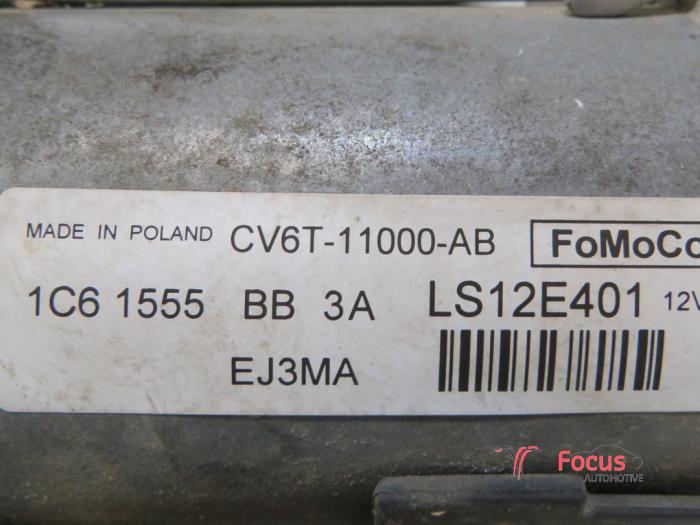 MADE IN POLAND CV6T-11000-AB FoMoCo
1C6 1555 BB 3A LS12E401 12V
EJ3MA
Focus
AUTOMOTIVE